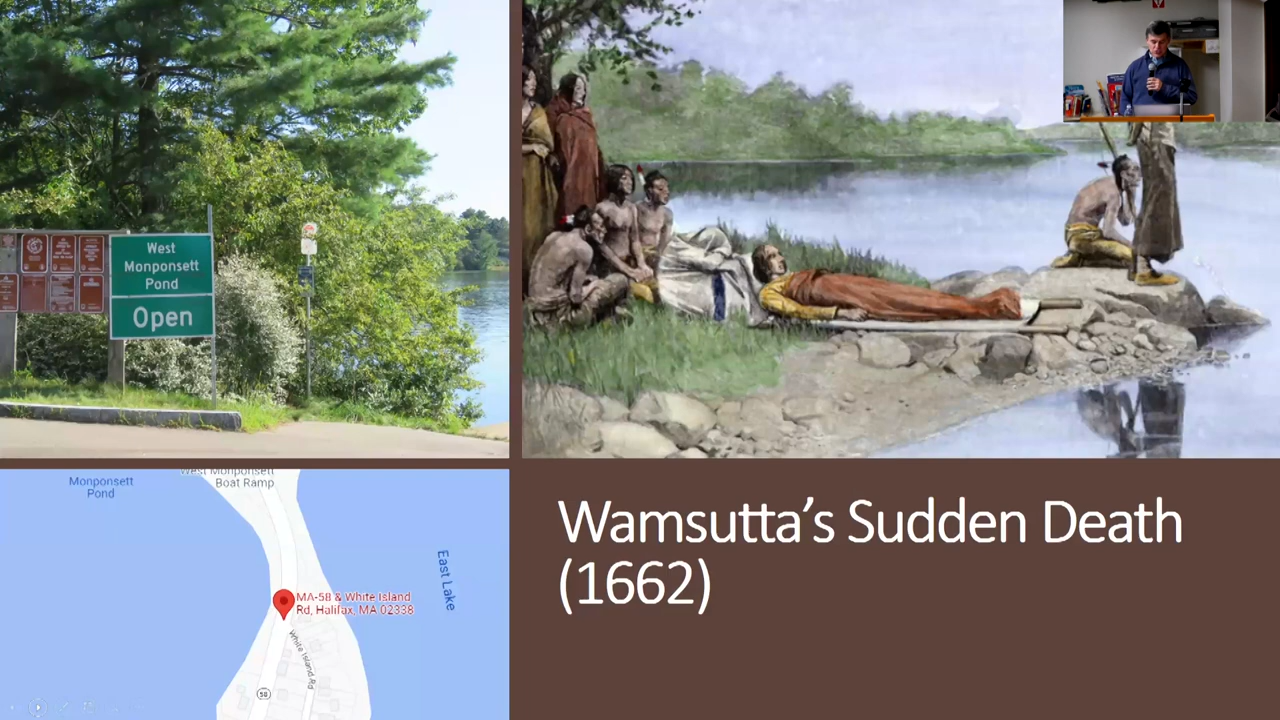 West
Monponsett
Pond
Open
West Monponsett
Boat Ramp
Monponsett
Pond
East Lake
MA-58 & White Island
Rd, Halifax, MA 02338
White Island Rd
58
Wamsutta’s Sudden Death
(1662)